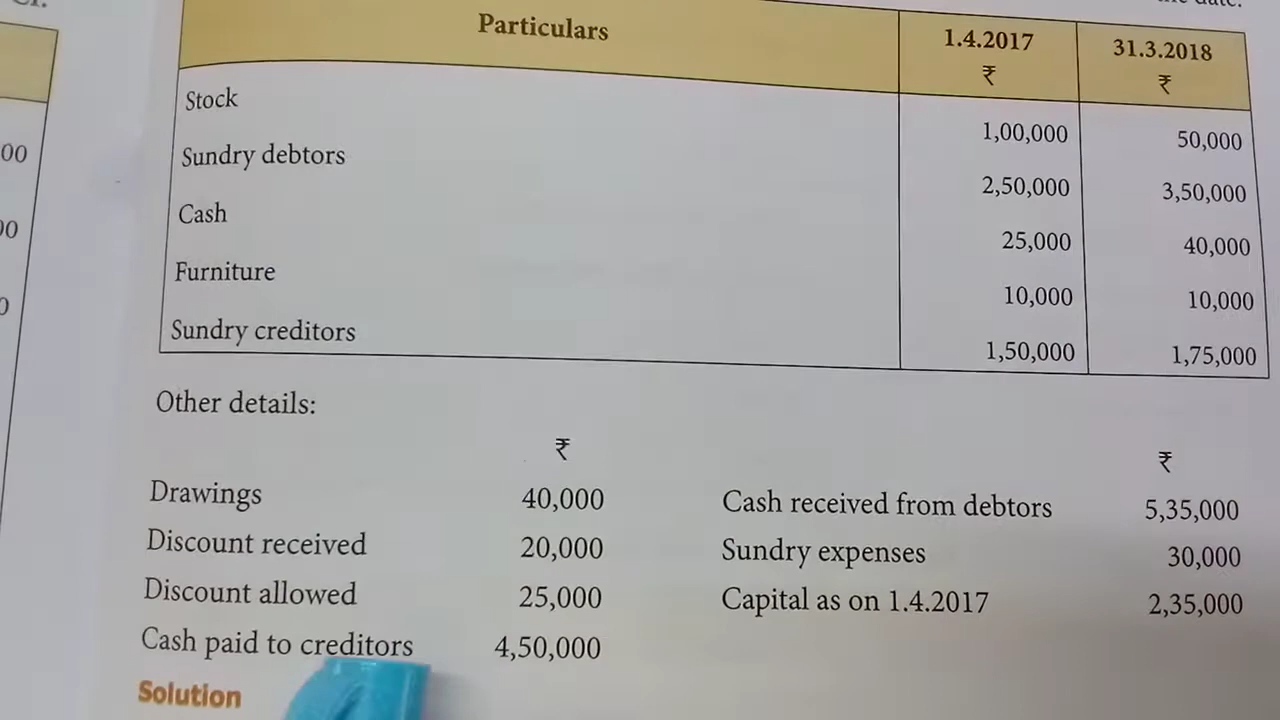 Particulars 1.4.2017 31.3.2018
₹ ₹
Stock 1,00,000 50,000
Sundry debtors 2,50,000 3,50,000
Cash 25,000 40,000
Furniture 10,000 10,000
Sundry creditors 1,50,000 1,75,000
Other details:
₹ ₹
Drawings 40,000 Cash received from debtors 5,35,000
Discount received 20,000 Sundry expenses 30,000
Discount allowed 25,000 Capital as on 1.4.2017 2,35,000
Cash paid to creditors 4,50,000
Solution